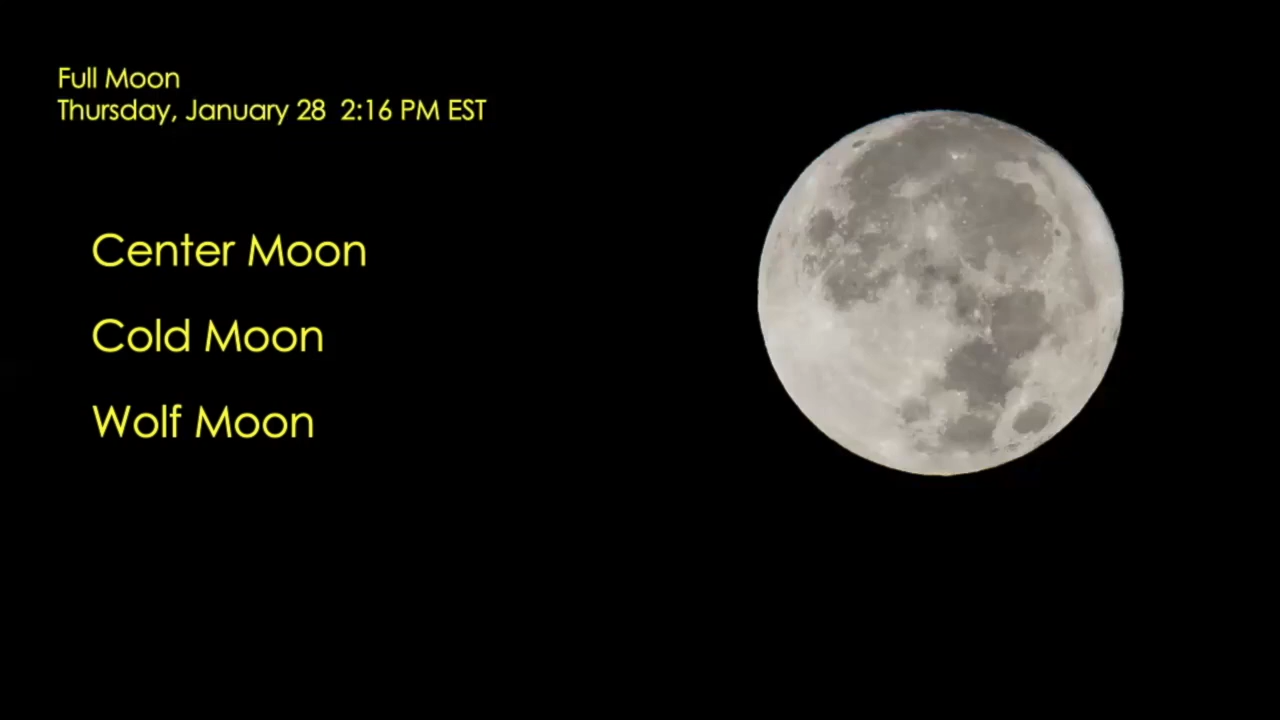 Full Moon
Thursday, January 28 2:16 PM EST
Center Moon
Cold Moon
Wolf Moon